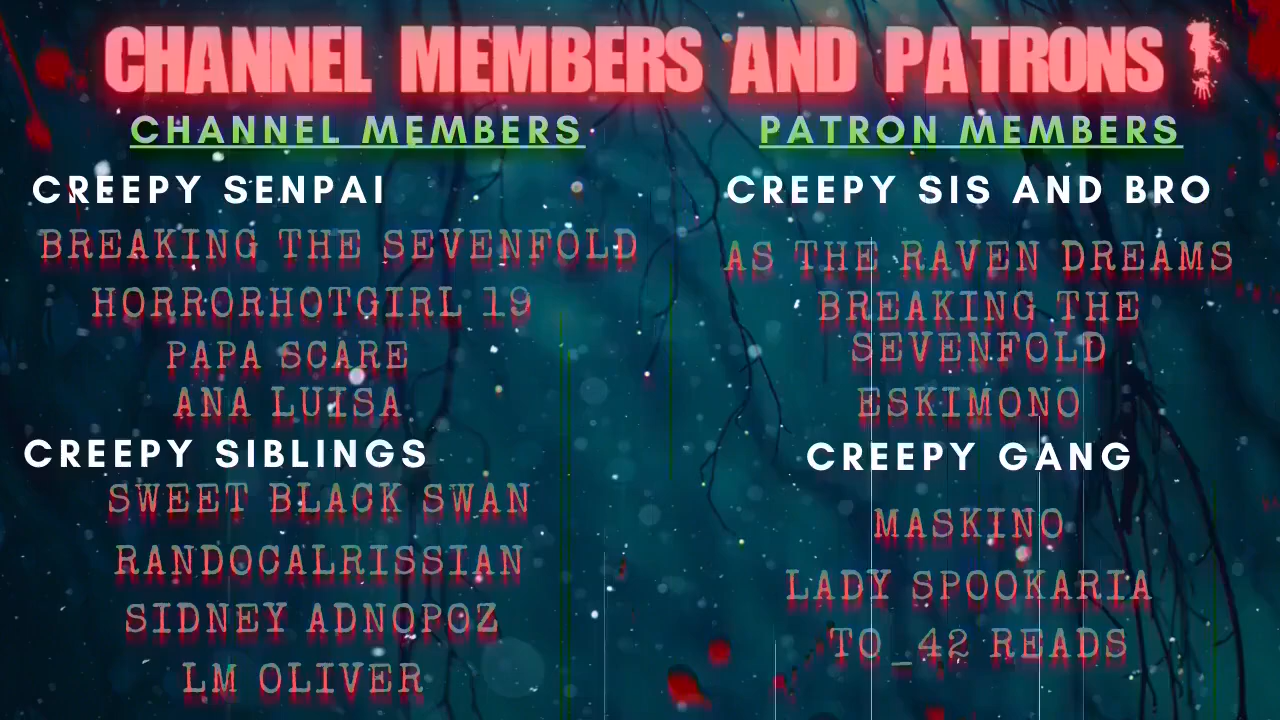 CHANNEL MEMBERS AND PATRONS !
CHANNEL MEMBERS
CREEPY SENPAI
BREAKING THE SEVENFOLD
HORRORHOTGIRL 19
PAPA SCARE
ANA LUISA
CREEPY SIBLINGS
SWEET BLACK SWAN
RANDOCALRISSIAN
SIDNEY ADNOPOZ
LM OLIVER
PATRON MEMBERS
CREEPY SIS AND BRO
AS THE RAVEN DREAMS
BREAKING THE
SEVENFOLD
ESKIMONO
CREEPY GANG
MASKINO
LADY SPOOKARIA
TO_42 READS